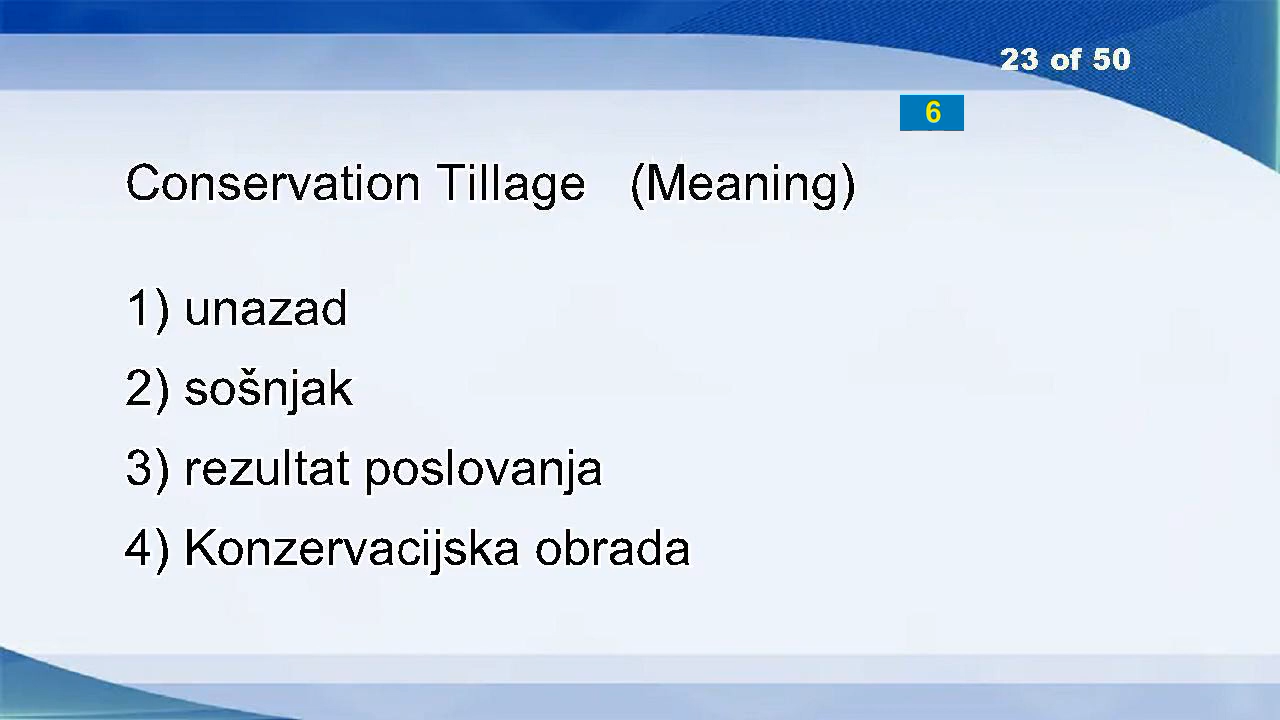 23 of 50
6
Conservation Tillage (Meaning)
1) unazad
2) sošnjak
3) rezultat poslovanja
4) Konzervacijska obrada